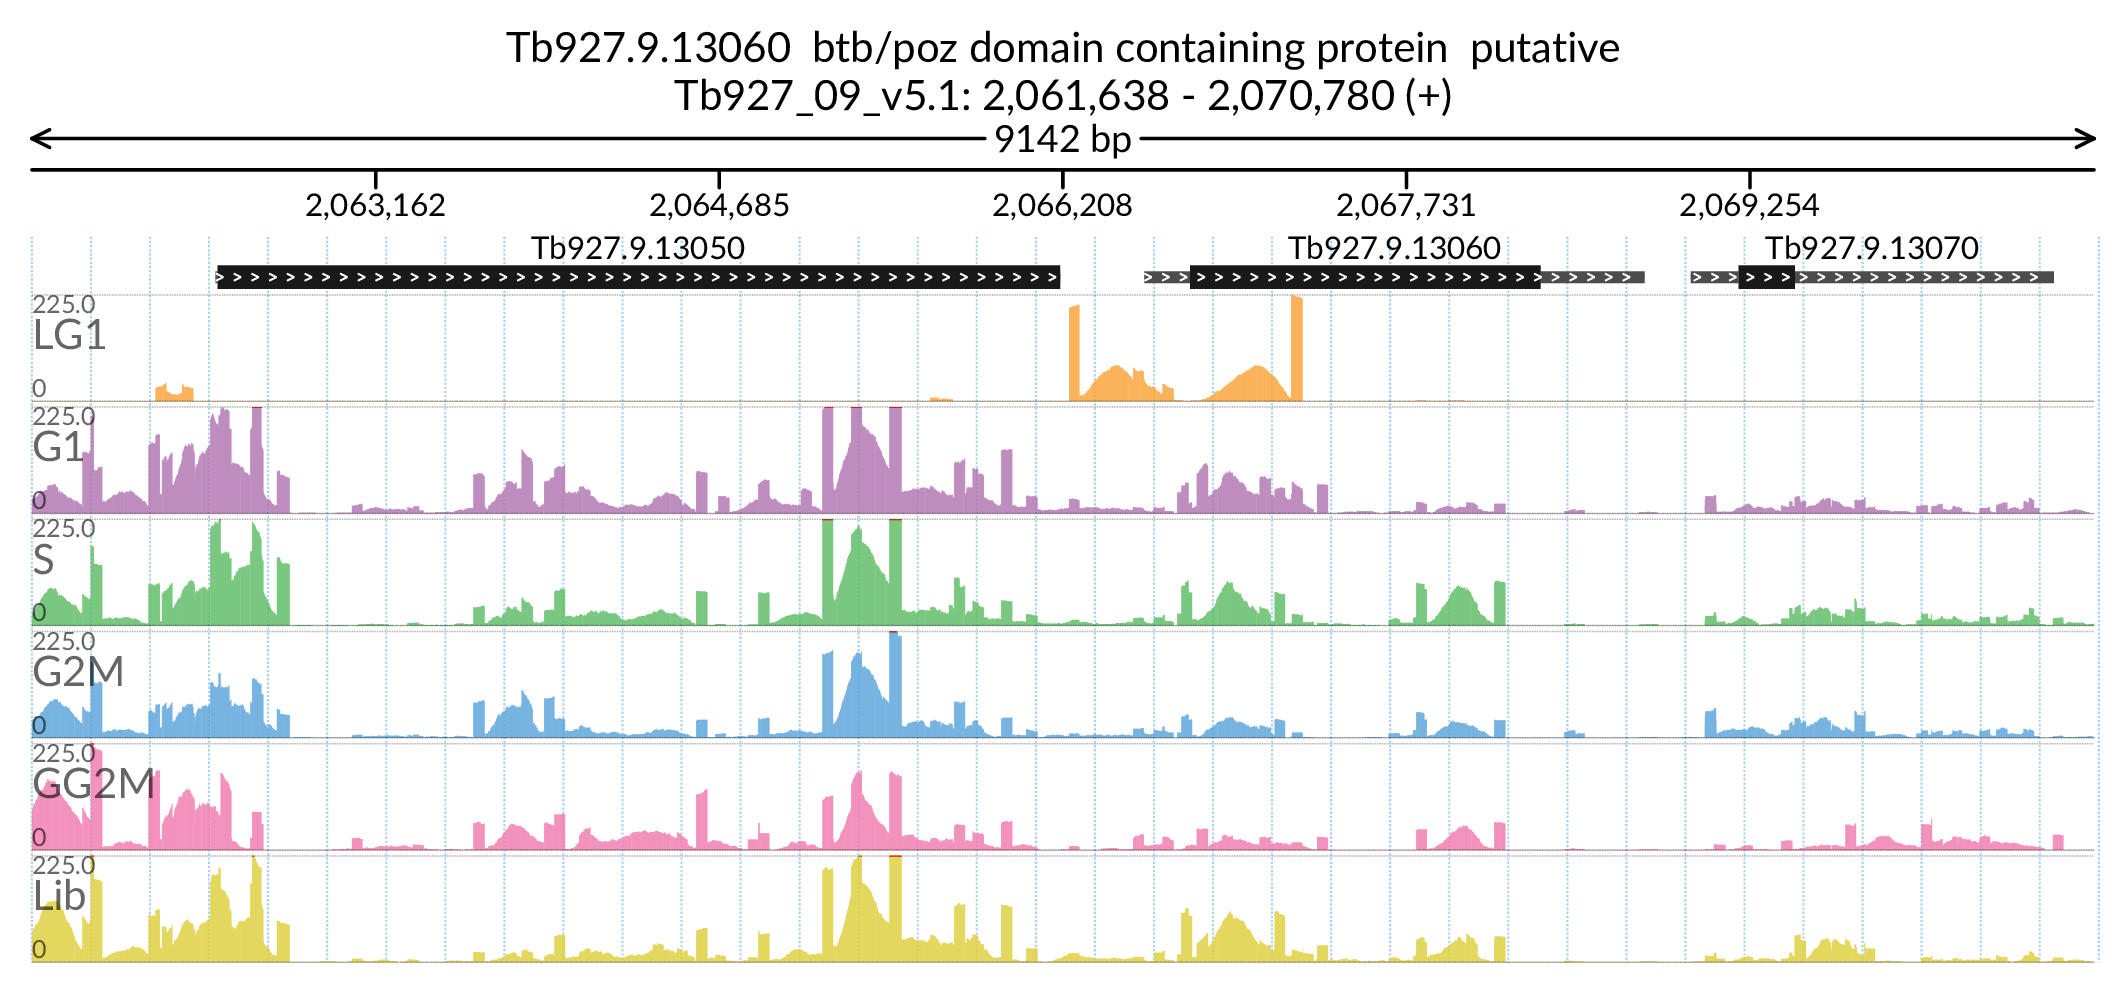 Tb927.9.13060  btb/poz domain containing protein  putative
Tb927_09_v5.1: 2,061,638 - 2,070,780 (+)
9142 bp
2,063,162 2,064,685 2,066,208 2,067,731 2,069,254
Tb927.9.13050 Tb927.9.13060 Tb927.9.13070
225.0
LG1
0
225.0
G1
0
225.0
S
0
225.0
G2M
0
225.0
GG2M
0
225.0
Lib
0